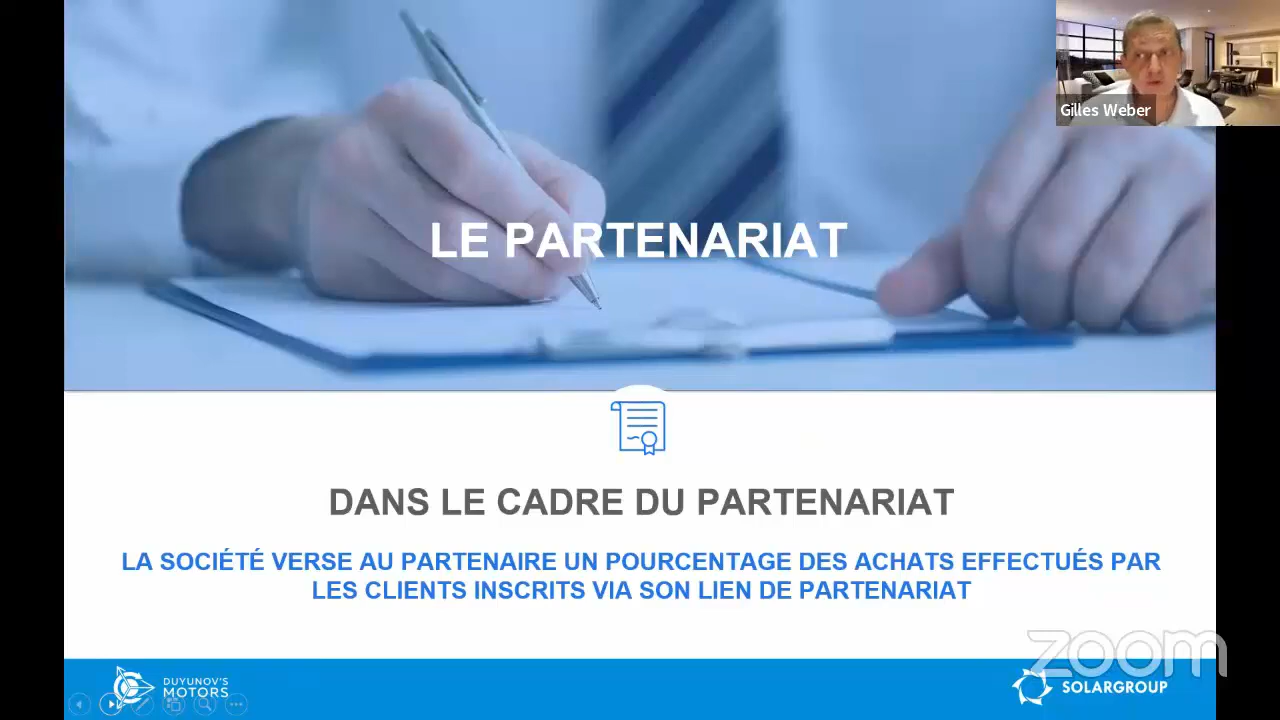 Gilles Weber
LE PARTENARIAT
DANS LE CADRE DU PARTENARIAT
LA SOCIÉTÉ VERSE AU PARTENAIRE UN POURCENTAGE DES ACHATS EFFECTUÉS PAR
LES CLIENTS INSCRITS VIA SON LIEN DE PARTENARIAT
zoom
DUYUNOV'S
MOTORS
SOLARGROUP